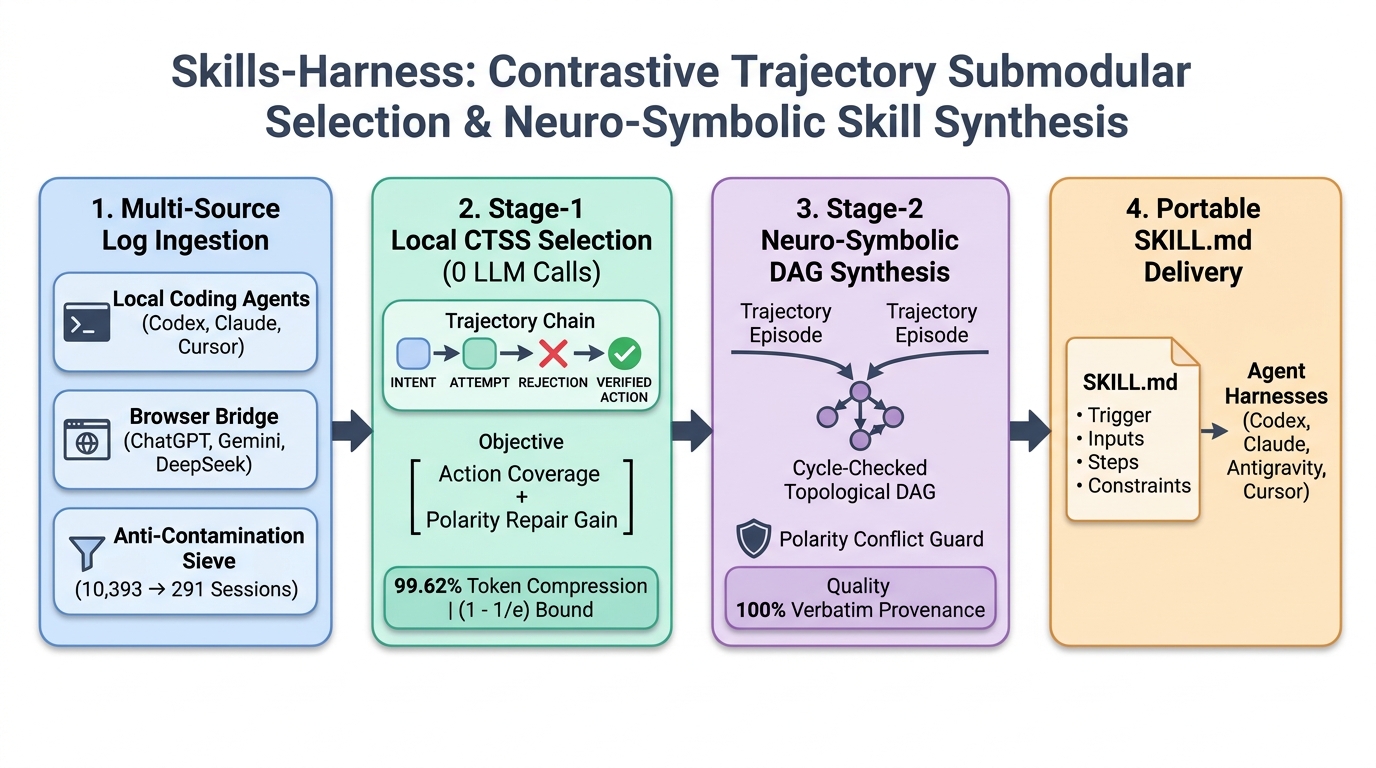 Skills-Harness: Contrastive Trajectory Submodular
Selection & Neuro-Symbolic Skill Synthesis
1. Multi-Source
Log Ingestion
Local Coding Agents
(Codex, Claude,
Cursor)
Browser Bridge
(ChatGPT, Gemini,
DeepSeek)
Anti-Contamination
Sieve
(10,393 → 291 Sessions)
2. Stage-1
Local CTSS Selection
(0 LLM Calls)
Trajectory Chain
INTENT ATTEMPT REJECTION VERIFIED
ACTION
Objective
Action Coverage
+
Polarity Repair Gain
99.62% Token Compression
| (1 - 1/e) Bound
3. Stage-2
Neuro-Symbolic
DAG Synthesis
Trajectory Trajectory
Episode Episode
Cycle-Checked
Topological DAG
Polarity Conflict Guard
Quality
100% Verbatim Provenance
4. Portable
SKILL.md
Delivery
SKILL.md
• Trigger
• Inputs
• Steps
• Constraints
Agent
Harnesses
(Codex,
Claude,
Antigravity,
Cursor)